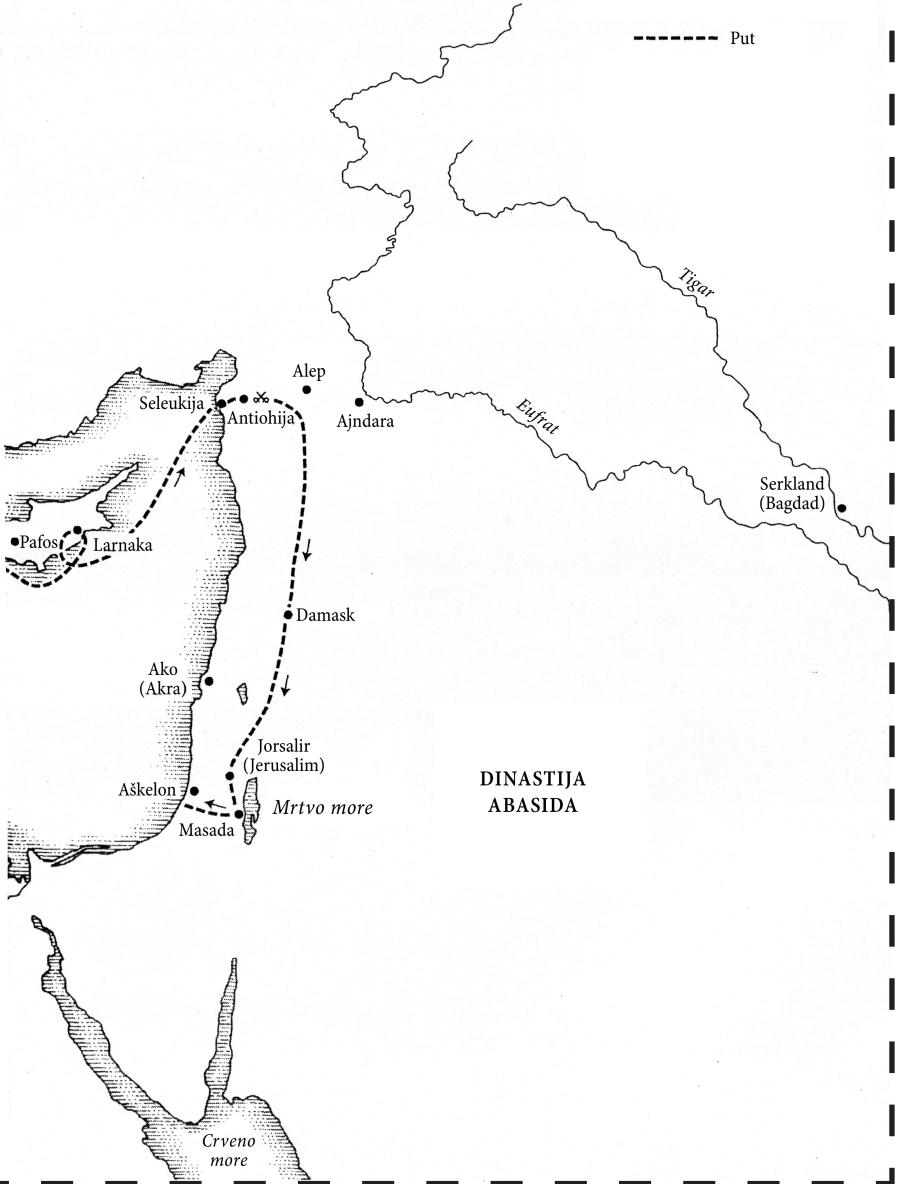 Put
Tigar
Alep
Seleukija
Antiohija
Ajndara
Eufrat
Serkland
(Bagdad)
Pafos
Larnaka
Damask
Ako
(Akra)
Jorsalir
(Jerusalim)
Aškelon
Mrtvo more
Masada
DINASTIJA
ABASIDA
Crveno
more